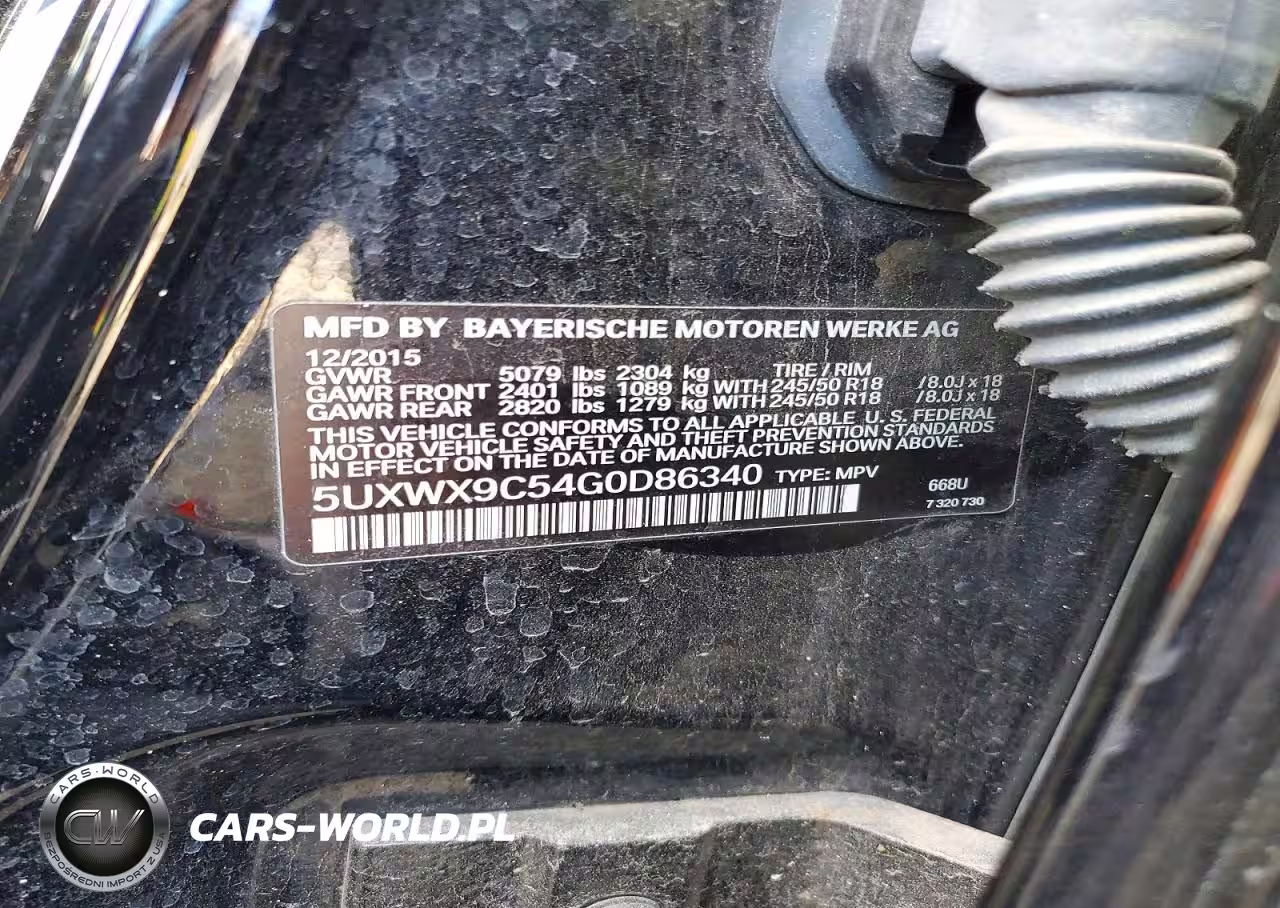 MFD BY BAYERISCHE MOTOREN WERKE AG
12/2015
GVWR 5079 lbs 2304 kg TIRE / RIM
GAWR FRONT 2401 lbs 1089 kg WITH 245/50 R18 /8.0J x 18
GAWR REAR 2820 lbs 1279 kg WITH 245/50 R18 /8.0J x 18
THIS VEHICLE CONFORMS TO ALL APPLICABLE U. S. FEDERAL
MOTOR VEHICLE SAFETY AND THEFT PREVENTION STANDARDS
IN EFFECT ON THE DATE OF MANUFACTURE SHOWN ABOVE.
5UXWX9C54G0D86340 TYPE: MPV 668U
7 320 730
CARS-WORLD
CW
BEZPOŚREDNI IMPORT Z USA
CARS-WORLD.PL